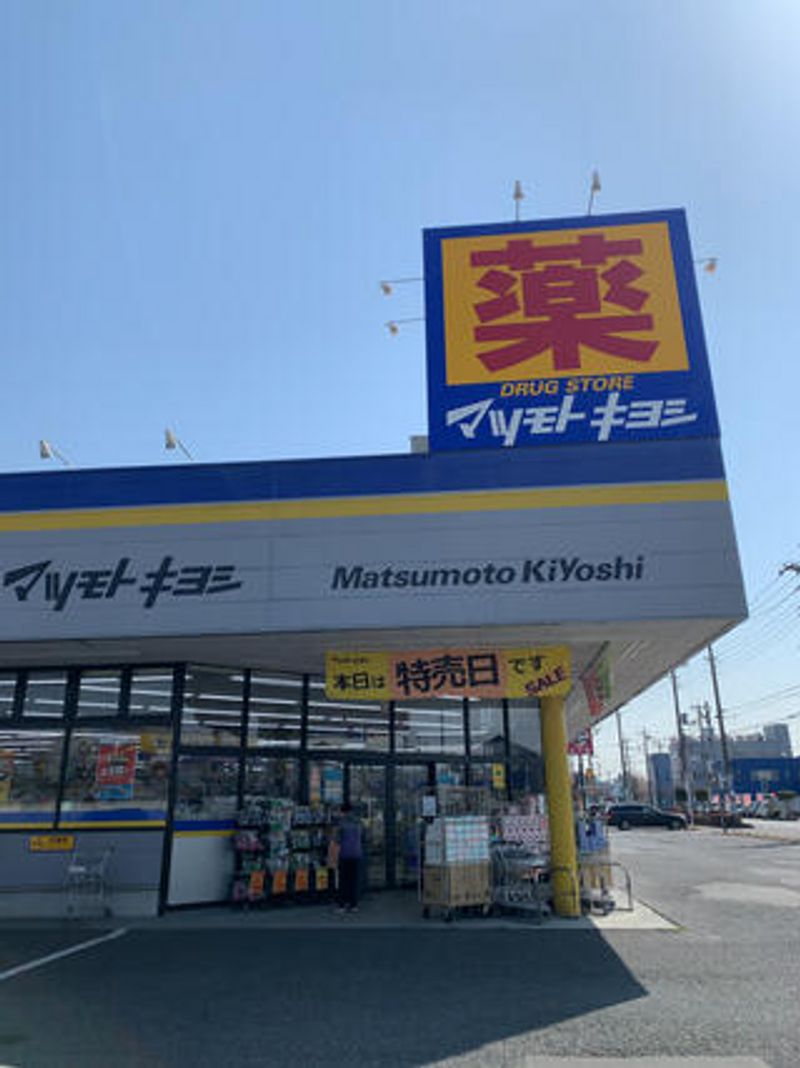 薬
DRUG STORE
マツモトキヨシ
マツモトキヨシ
Matsumoto KiYoshi
本日は 特売日 です
SALE